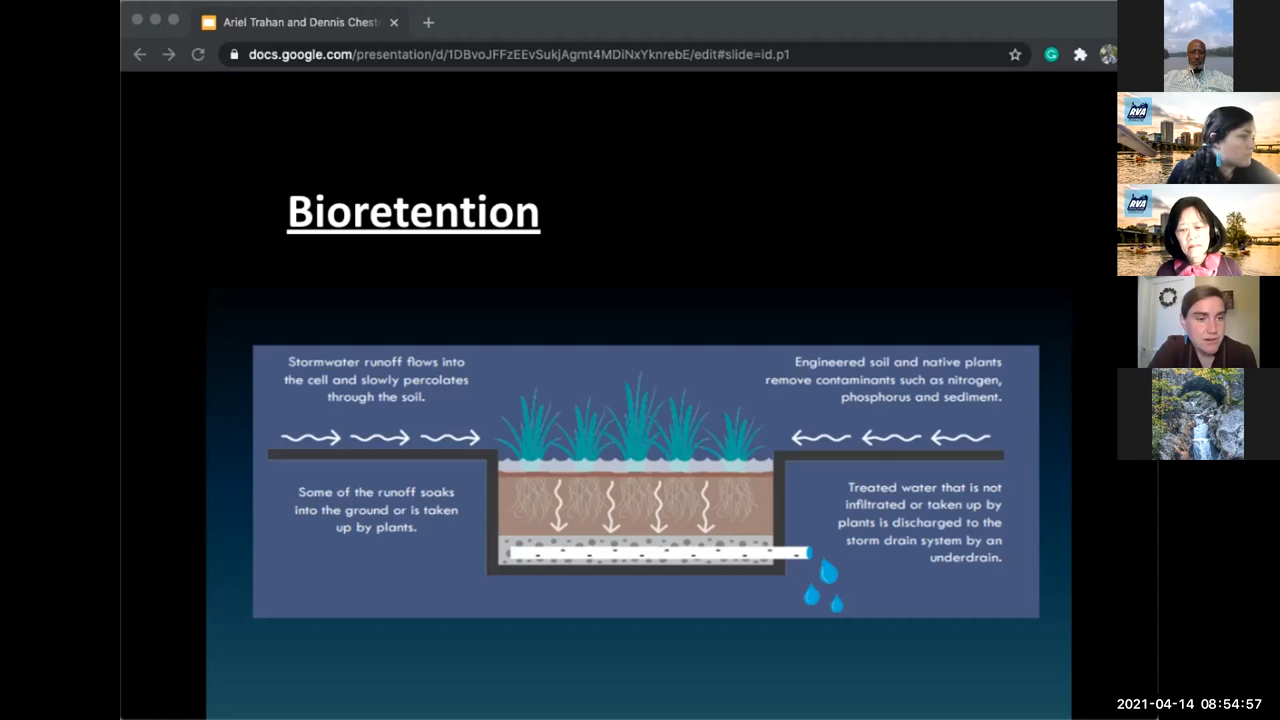 Ariel Trahan and Dennis Chest
docs.google.com/presentation/d/1DByoJFFzEEvSukjAgmt4MDiNxYknrebE/edit#slide=id.p1
Bioretention
Stormwater runoff flows into
the cell and slowly percolates
through the soil.
Engineered soil and native plants
remove contaminants such as nitrogen,
phosphorus and sediment.
Some of the runoff soaks
into the ground or is taken
up by plants.
Treated water that is not
infiltrated or taken up by
plants is discharged to the
storm drain system by an
underdrain.
RVA
RVA
2021-04-14 08:54:57